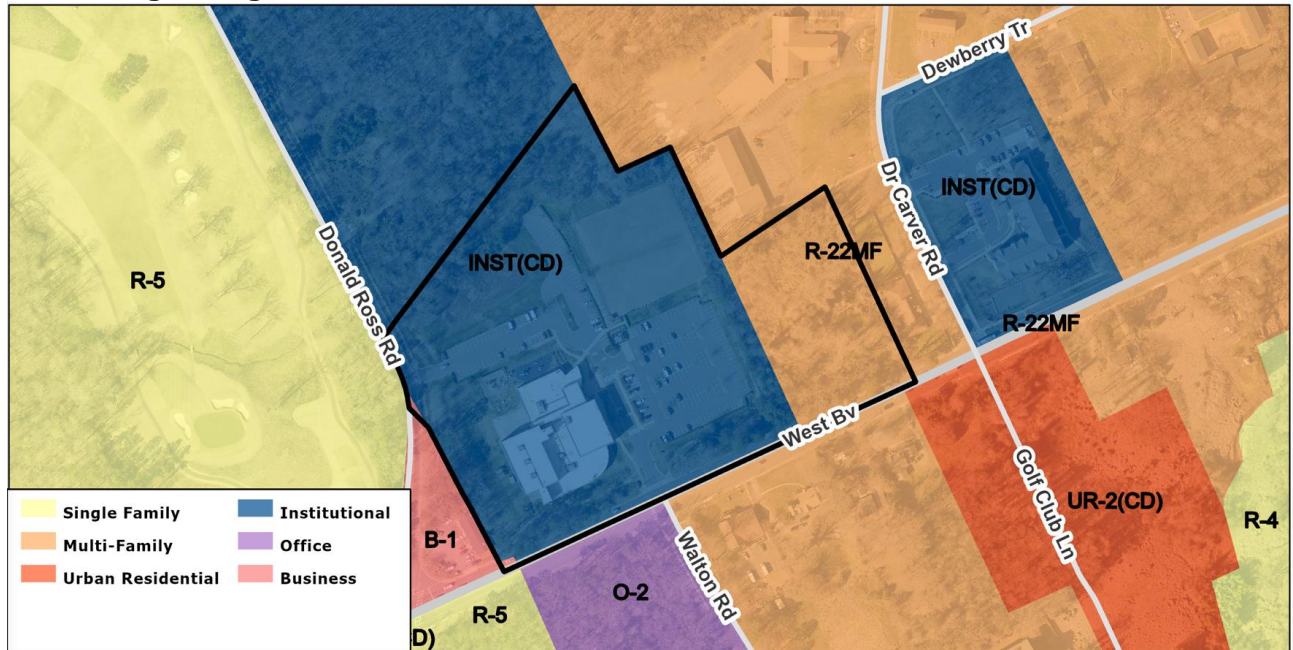 Dewberry Tr
Dr Carver Rd
INST(CD)
Donald Ross Rd
INST(CD)
R-22MF
R-5
R-22MF
West Bv
Golf Club Ln
UR-2(CD)
R-4
B-1
Walton Rd
O-2
R-5
D)
Single Family
Multi-Family
Urban Residential
Institutional
Office
Business